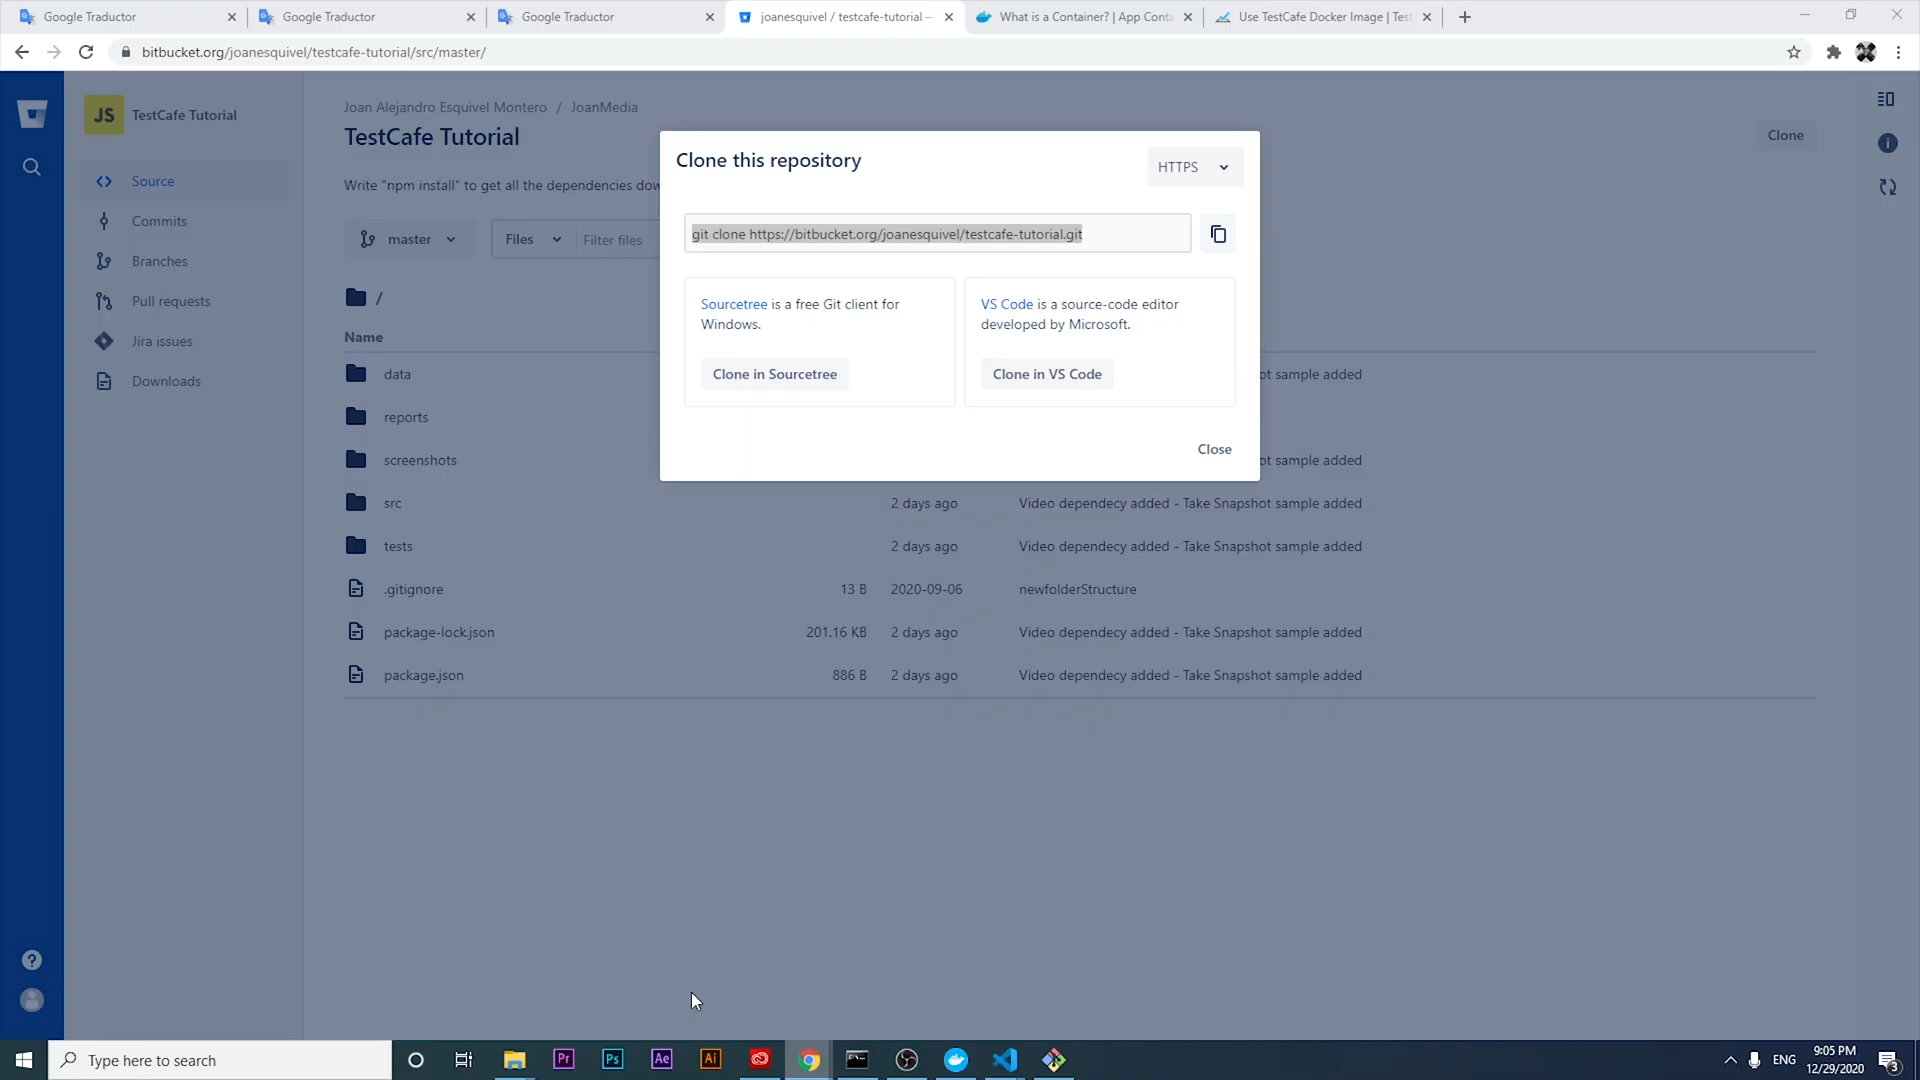 Google Traductor
Google Traductor
Google Traductor
joanesquivel / testcafe-tutorial —
What is a Container? | App Conta
Use TestCafe Docker Image | Test
bitbucket.org/joanesquivel/testcafe-tutorial/src/master/
JS
TestCafe Tutorial
Source
Commits
Branches
Pull requests
Jira issues
Downloads
Joan Alejandro Esquivel Montero / JoanMedia
TestCafe Tutorial
Clone
Write "npm install" to get all the dependencies dow
master
Files
Filter files
/
Name
data
ot sample added
reports
screenshots
ot sample added
src 2 days ago Video dependecy added - Take Snapshot sample added
tests 2 days ago Video dependecy added - Take Snapshot sample added
.gitignore 13 B 2020-09-06 newfolderStructure
package-lock.json 201.16 KB 2 days ago Video dependecy added - Take Snapshot sample added
package.json 886 B 2 days ago Video dependecy added - Take Snapshot sample added
Clone this repository
HTTPS
git clone https://bitbucket.org/joanesquivel/testcafe-tutorial.git
Sourcetree is a free Git client for
Windows.
Clone in Sourcetree
VS Code is a source-code editor
developed by Microsoft.
Clone in VS Code
Close
Type here to search
Pr
Ps
Ae
Ai
ENG
9:05 PM
12/29/2020
3